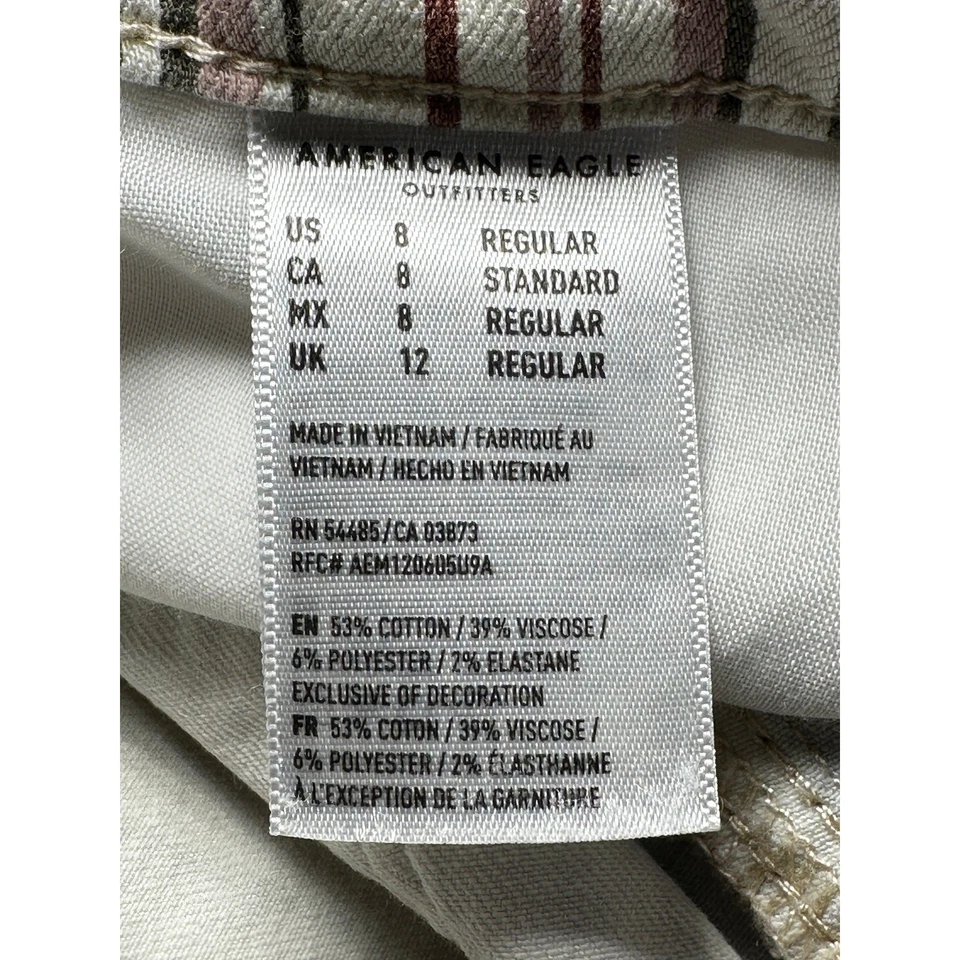 AMERICAN EAGLE
OUTFITTERS
US 8 REGULAR
CA 8 STANDARD
MX 8 REGULAR
UK 12 REGULAR
MADE IN VIETNAM / FABRIQUÉ AU
VIETNAM / HECHO EN VIETNAM
RN 54485/CA 03873
RFC# AEM120605U9A
EN 53% COTTON / 39% VISCOSE /
6% POLYESTER / 2% ELASTANE
EXCLUSIVE OF DECORATION
FR 53% COTON / 39% VISCOSE /
6% POLYESTER / 2% ÉLASTHANNE
À L'EXCEPTION DE LA GARNITURE